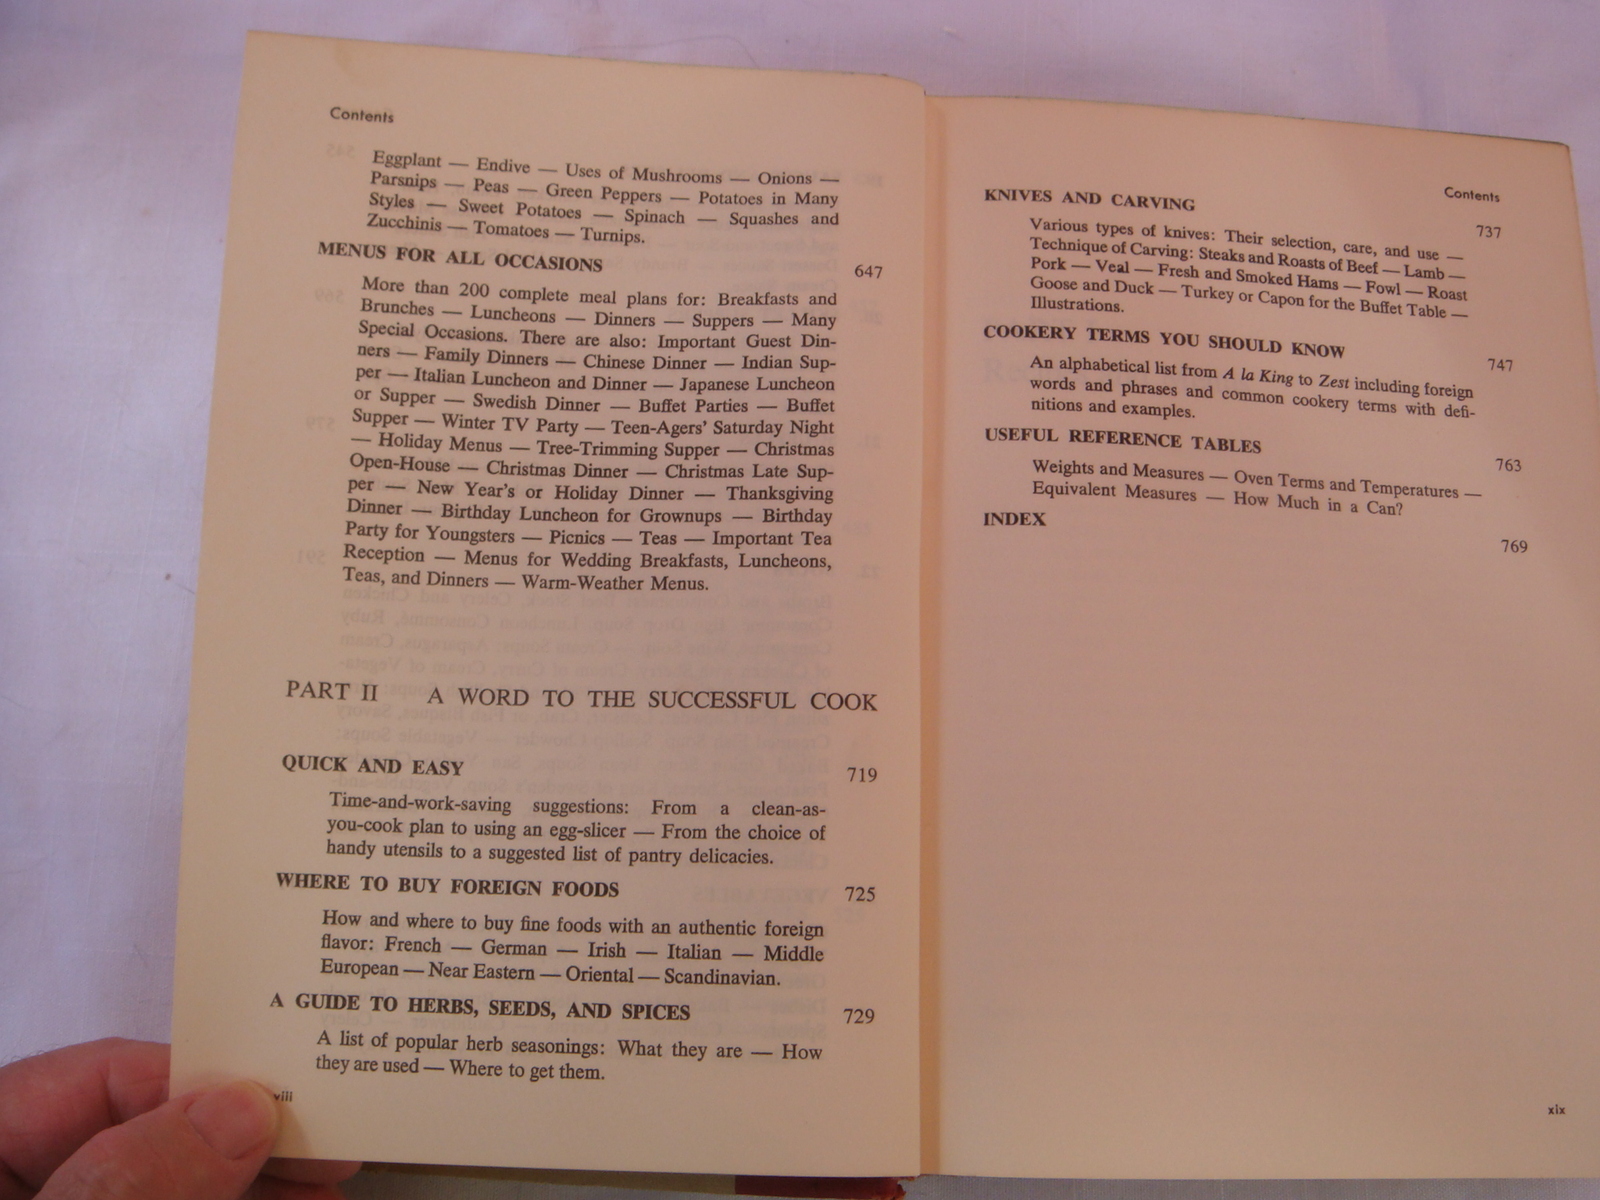 Contents
Eggplant — Endive — Uses of Mushrooms — Onions —
Parsnips — Peas — Green Peppers — Potatoes in Many
Styles — Sweet Potatoes — Spinach — Squashes and
Zucchinis — Tomatoes — Turnips.
MENUS FOR ALL OCCASIONS 647
More than 200 complete meal plans for: Breakfasts and
Brunches — Luncheons — Dinners — Suppers — Many
Special Occasions. There are also: Important Guest Din-
ners — Family Dinners — Chinese Dinner — Indian Sup-
per — Italian Luncheon and Dinner — Japanese Luncheon
or Supper — Swedish Dinner — Buffet Parties — Buffet
Supper — Winter TV Party — Teen-Agers' Saturday Night
— Holiday Menus — Tree-Trimming Supper — Christmas
Open-House — Christmas Dinner — Christmas Late Sup-
per — New Year's or Holiday Dinner — Thanksgiving
Dinner — Birthday Luncheon for Grownups — Birthday
Party for Youngsters — Picnics — Teas — Important Tea
Reception — Menus for Wedding Breakfasts, Luncheons,
Teas, and Dinners — Warm-Weather Menus.
PART II A WORD TO THE SUCCESSFUL COOK
QUICK AND EASY 719
Time-and-work-saving suggestions: From a clean-as-
you-cook plan to using an egg-slicer — From the choice of
handy utensils to a suggested list of pantry delicacies.
WHERE TO BUY FOREIGN FOODS 725
How and where to buy fine foods with an authentic foreign
flavor: French — German — Irish — Italian — Middle
European — Near Eastern — Oriental — Scandinavian.
A GUIDE TO HERBS, SEEDS, AND SPICES 729
A list of popular herb seasonings: What they are — How
they are used — Where to get them.
viii
Contents
KNIVES AND CARVING 737
Various types of knives: Their selection, care, and use —
Technique of Carving: Steaks and Roasts of Beef — Lamb —
Pork — Veal — Fresh and Smoked Hams — Fowl — Roast
Goose and Duck — Turkey or Capon for the Buffet Table —
Illustrations.
COOKERY TERMS YOU SHOULD KNOW 747
An alphabetical list from A la King to Zest including foreign
words and phrases and common cookery terms with defi-
nitions and examples.
USEFUL REFERENCE TABLES 763
Weights and Measures — Oven Terms and Temperatures —
Equivalent Measures — How Much in a Can?
INDEX 769
xix